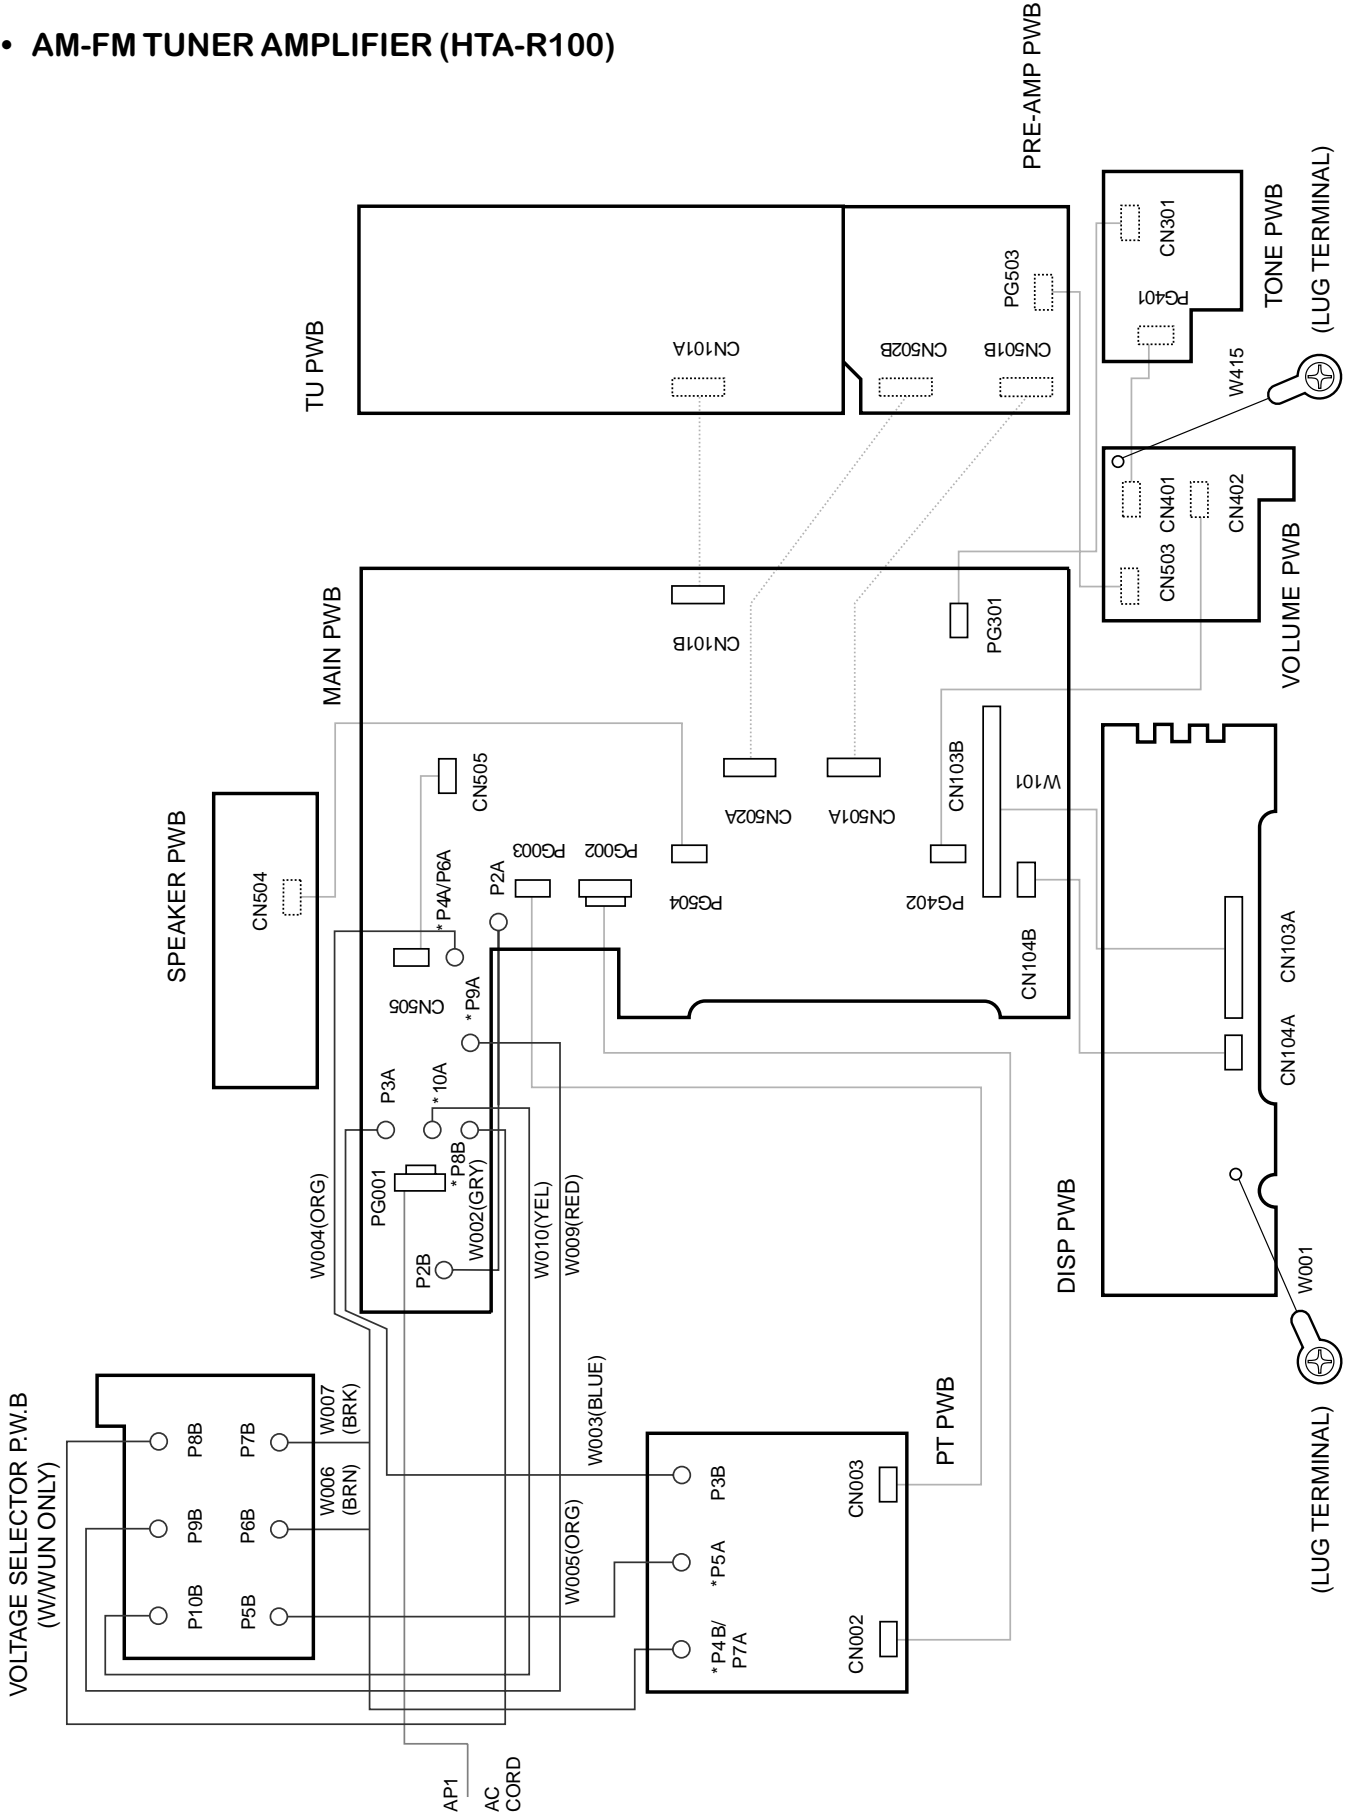 • AM-FM TUNER AMPLIFIER (HTA-R100)
PRE-AMP PWB
TU PWB
CN101A
CN502B
CN501B
PG503
CN301
PG401
TONE PWB
(LUG TERMINAL)
W415
MAIN PWB
CN101B
PG301
CN503
CN401
CN402
VOLUME PWB
SPEAKER PWB
CN504
CN505
*P4A/P6A
PG003
PG002
P2A
PG504
CN502A
CN501A
CN103B
W101
PG402
CN104B
CN505
*P9A
P3A
*10A
*P8B
PG001
P2B
W004(ORG)
W002(GRY)
W010(YEL)
W009(RED)
CN103A
CN104A
DISP PWB
W001
(LUG TERMINAL)
VOLTAGE SELECTOR P.W.B
(W/WUN ONLY)
P8B
P7B
P9B
P6B
P10B
P5B
W007
(BRK)
W006
(BRN)
W003(BLUE)
W005(ORG)
PT PWB
P3B
*P5A
*P4B/
P7A
CN003
CN002
AP1
AC
CORD